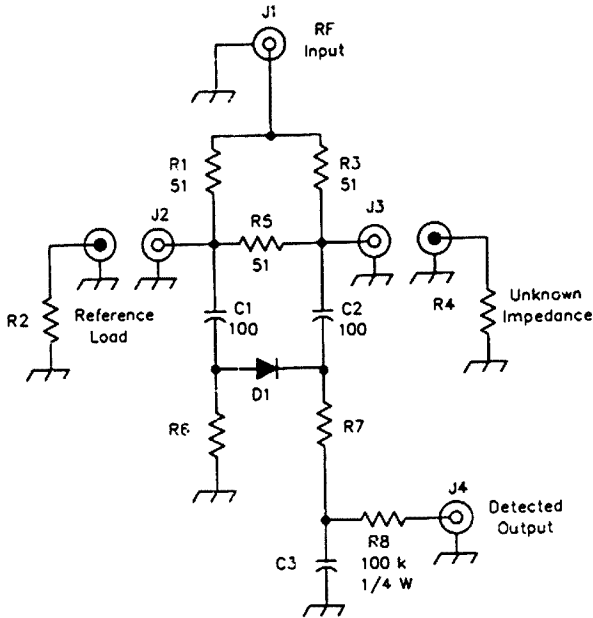 J1
RF
Input
R1
51
R3
51
J2
R5
51
J3
R2
Reference
Load
C1
100
C2
100
R4
Unknown
Impedance
D1
R6
R7
J4
Detected
Output
R8
100 k
1/4 W
C3